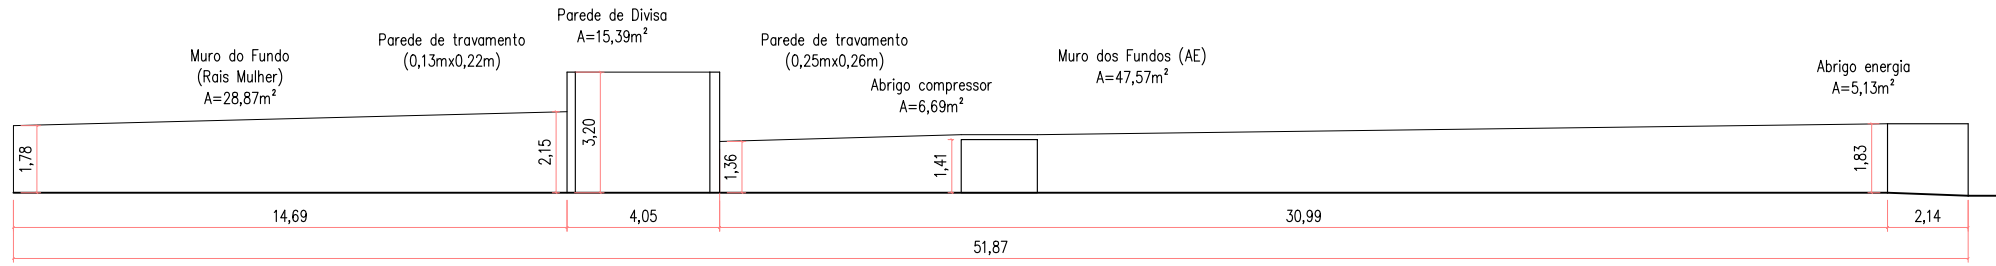 Parede de Divisa
A=15,39m²
Muro do Fundo
(Rais Mulher)
A=28,87m²
Parede de travamento
(0,13mx0,22m)
Parede de travamento
(0,25mx0,26m)
Abrigo compressor
A=6,69m²
Muro dos Fundos (AE)
A=47,57m²
Abrigo energia
A=5,13m²
1,78
2,15
3,20
1,36
1,41
1,83
14,69
4,05
30,99
2,14
51,87